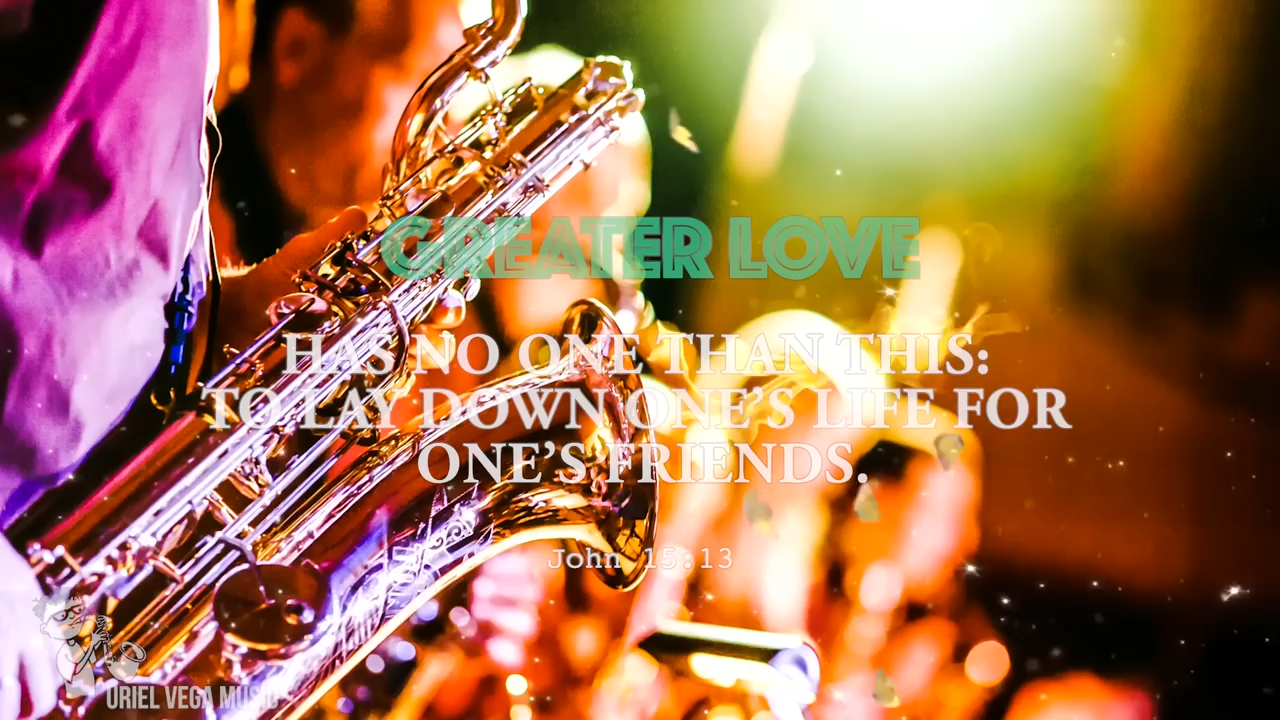 GREATER LOVE
HAS NO ONE THAN THIS:
TO LAY DOWN ONE'S LIFE FOR
ONE'S FRIENDS.
John 15:13
URIEL VEGA MUSIC